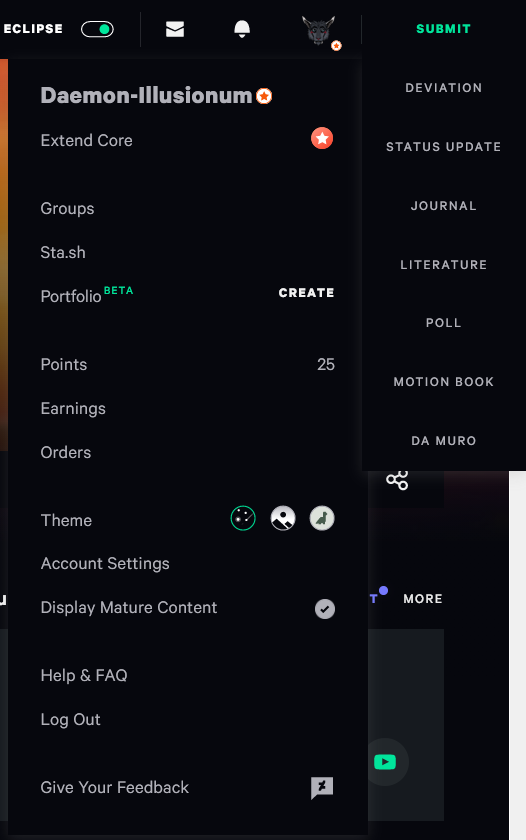 ECLIPSE
SUBMIT
Daemon-Illusionum
Extend Core
Groups
Sta.sh
Portfolio BETA
CREATE
Points 25
Earnings
Orders
Theme
Account Settings
Display Mature Content
Help & FAQ
Log Out
Give Your Feedback
DEVIATION
STATUS UPDATE
JOURNAL
LITERATURE
POLL
MOTION BOOK
DA MURO
MORE